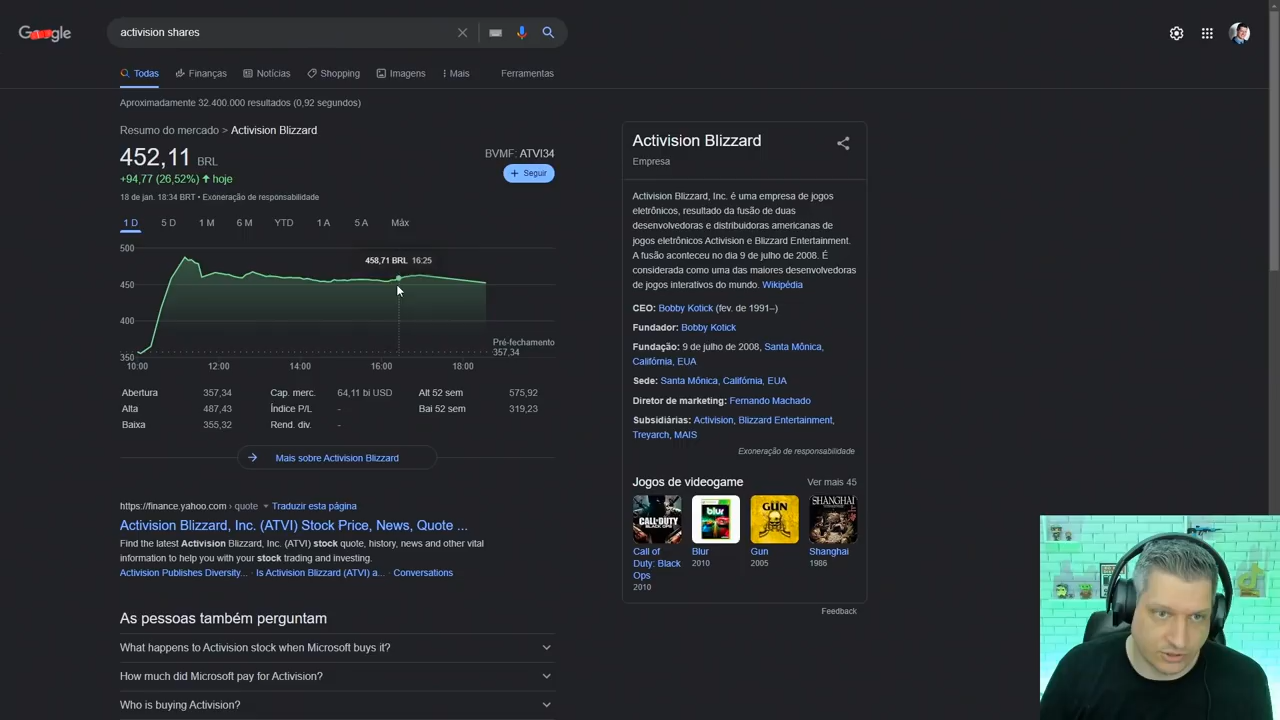 Google
activision shares
Todas
Finanças
Notícias
Shopping
Imagens
Mais
Ferramentas
Aproximadamente 32.400.000 resultados (0,92 segundos)
Resumo do mercado > Activision Blizzard
452,11 BRL
+94,77 (26,52%) hoje
18 de jan. 18:34 BRT • Exoneração de responsabilidade
BVMF: ATVI34
+ Seguir
1 D 5 D 1 M 6 M YTD 1 A 5 A Máx
500
450
400
350
458,71 BRL 16:25
Pré-fechamento
357,34
10:00 12:00 14:00 16:00 18:00
Abertura 357,34 Cap. merc. 64,11 bi USD Alt 52 sem 575,92
Alta 487,43 Índice P/L - Bai 52 sem 319,23
Baixa 355,32 Rend. div. -
Mais sobre Activision Blizzard
https://finance.yahoo.com › quote Traduzir esta página
Activision Blizzard, Inc. (ATVI) Stock Price, News, Quote ...
Find the latest Activision Blizzard, Inc. (ATVI) stock quote, history, news and other vital
information to help you with your stock trading and investing.
Activision Publishes Diversity... · Is Activision Blizzard (ATVI) a... · Conversations
As pessoas também perguntam
What happens to Activision stock when Microsoft buys it?
How much did Microsoft pay for Activision?
Who is buying Activision?
Activision Blizzard
Empresa
Activision Blizzard, Inc. é uma empresa de jogos
eletrônicos, resultado da fusão de duas
desenvolvedoras e distribuidoras americanas de
jogos eletrônicos Activision e Blizzard Entertainment.
A fusão aconteceu no dia 9 de julho de 2008. É
considerada como uma das maiores desenvolvedoras
de jogos interativos do mundo. Wikipédia
CEO: Bobby Kotick (fev. de 1991–)
Fundador: Bobby Kotick
Fundação: 9 de julho de 2008, Santa Mônica,
Califórnia, EUA
Sede: Santa Mônica, Califórnia, EUA
Diretor de marketing: Fernando Machado
Subsidiárias: Activision, Blizzard Entertainment,
Treyarch, MAIS
Exoneração de responsabilidade
Jogos de videogame
Ver mais 45
CALL·DUTY
blur
GUN
SHANGHAI
Call of
Duty: Black
Ops
2010
Blur
2010
Gun
2005
Shanghai
1986
Feedback